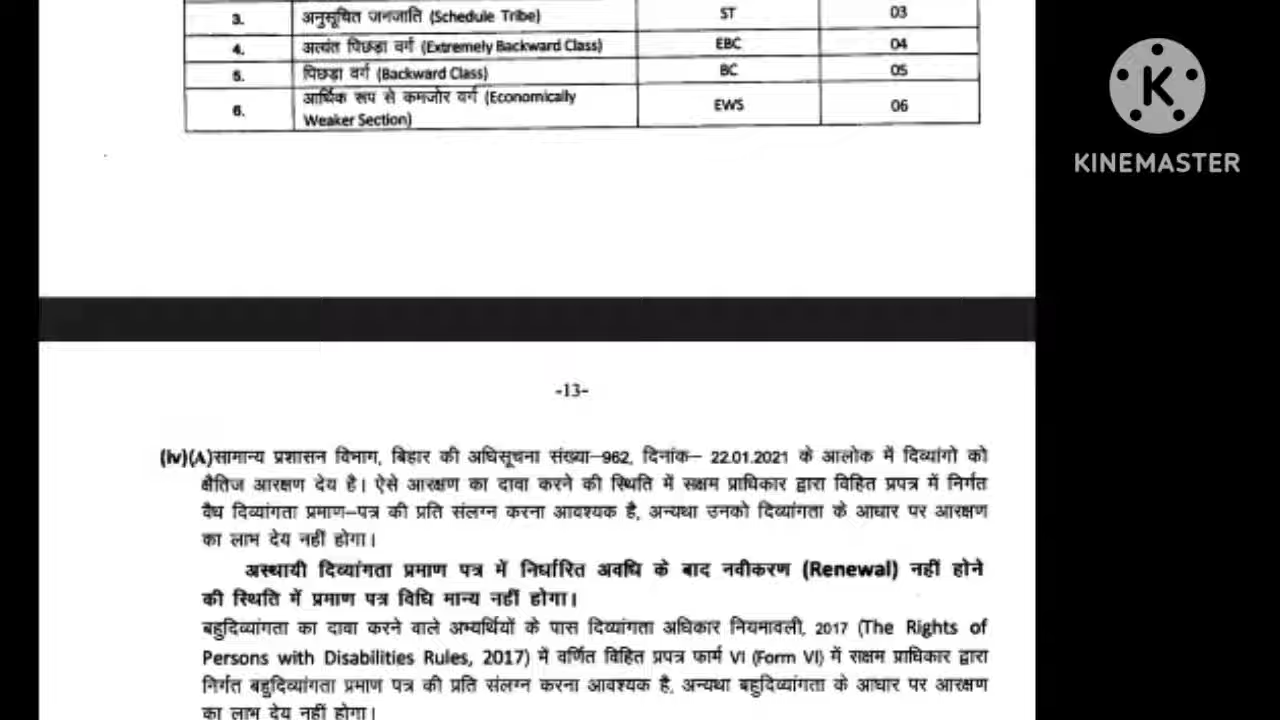 3. अनुसूचित जनजाति (Schedule Tribe) ST 03
4. अत्यंत पिछड़ा वर्ग (Extremely Backward Class) EBC 04
5. पिछड़ा वर्ग (Backward Class) BC 05
6. आर्थिक रूप से कमजोर वर्ग (Economically Weaker Section) EWS 06
K
KINEMASTER
-13-
(iv)(A)सामान्य प्रशासन विभाग, बिहार की अधिसूचना संख्या-962, दिनांक- 22.01.2021 के आलोक में दिव्यांगो को
क्षैतिज आरक्षण देय है। ऐसे आरक्षण का दावा करने की स्थिति में सक्षम प्राधिकार द्वारा विहित प्रपत्र में निर्गत
वैध दिव्यांगता प्रमाण-पत्र की प्रति संलग्न करना आवश्यक है, अन्यथा उनको दिव्यांगता के आधार पर आरक्षण
का लाभ देय नहीं होगा।
अस्थायी दिव्यांगता प्रमाण पत्र में निर्धारित अवधि के बाद नवीकरण (Renewal) नहीं होने
की स्थिति में प्रमाण पत्र विधि मान्य नहीं होगा।
बहुदिव्यांगता का दावा करने वाले अभ्यर्थियों के पास दिव्यांगता अधिकार नियमावली, 2017 (The Rights of
Persons with Disabilities Rules, 2017) में वर्णित विहित प्रपत्र फार्म VI (Form VI) में सक्षम प्राधिकार द्वारा
निर्गत बहुदिव्यांगता प्रमाण पत्र की प्रति संलग्न करना आवश्यक है, अन्यथा बहुदिव्यांगता के आधार पर आरक्षण
का लाभ देय नहीं होगा।